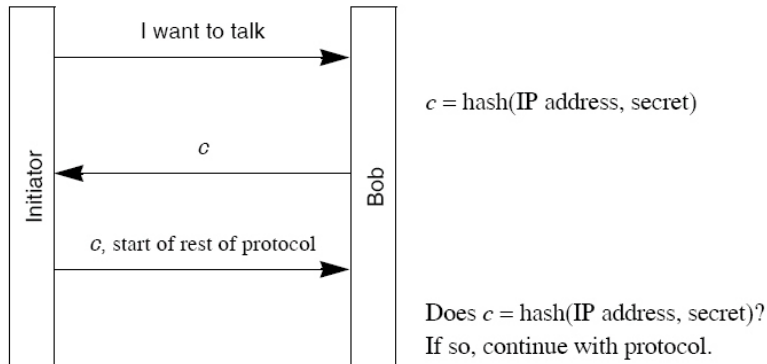 I want to talk
c = hash(IP address, secret)
c
Initiator
Bob
c, start of rest of protocol
Does c = hash(IP address, secret)?
If so, continue with protocol.